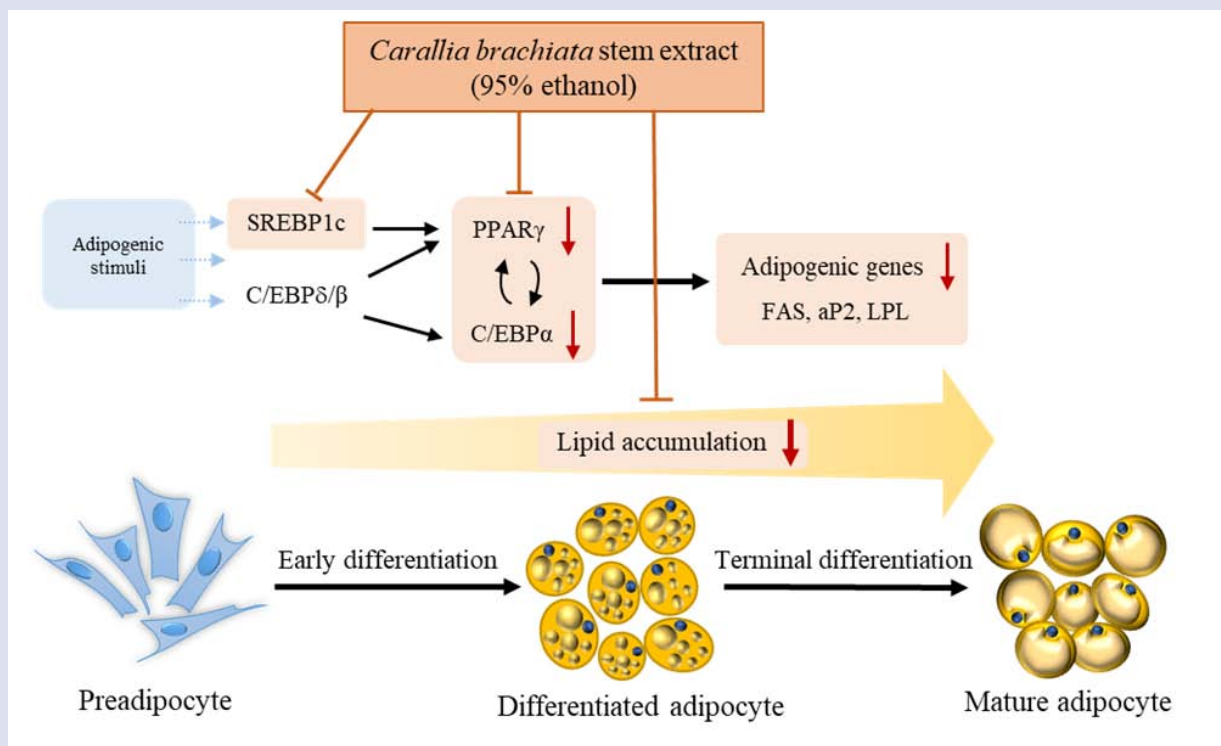 Carallia brachiata stem extract
(95% ethanol)
Adipogenic
stimuli
SREBP1c
C/EBPδ/β
PPARγ
C/EBPα
Adipogenic genes
FAS, aP2, LPL
Lipid accumulation
Early differentiation
Terminal differentiation
Preadipocyte
Differentiated adipocyte
Mature adipocyte